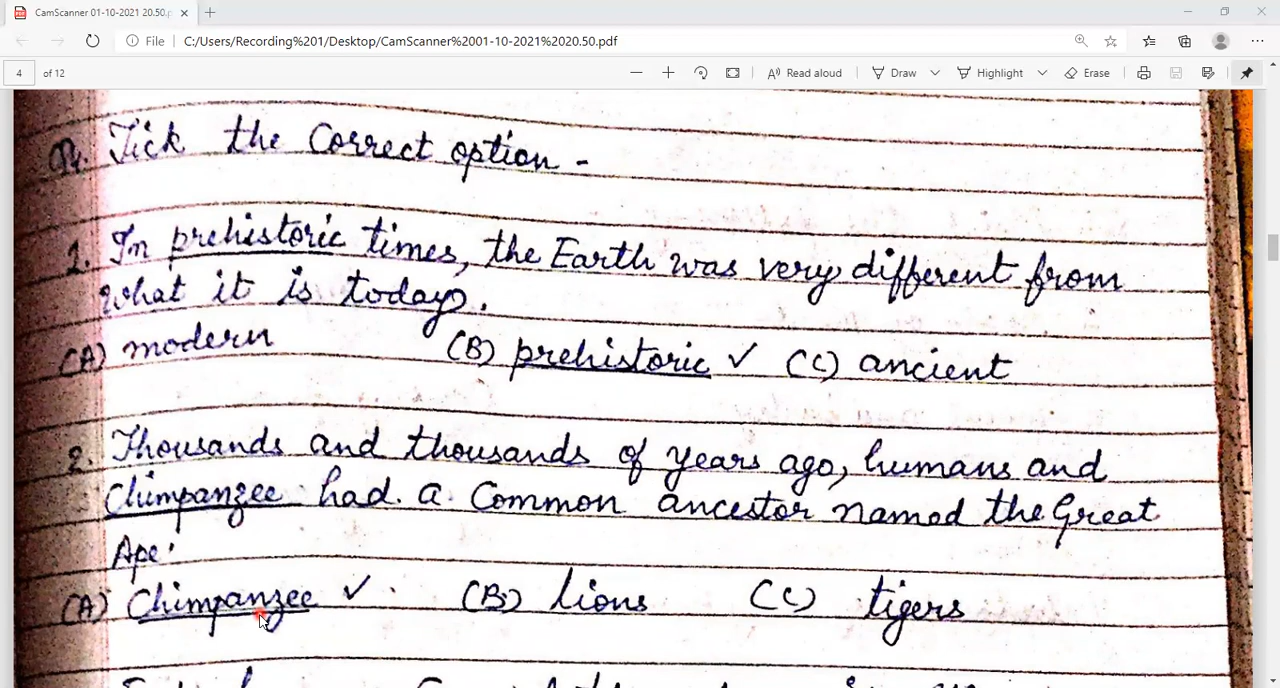 CamScanner 01-10-2021 20.50.p
File C:/Users/Recording%201/Desktop/CamScanner%2001-10-2021%2020.50.pdf
4 of 12 Read aloud Draw Highlight Erase
Tick the Correct option -
1. In prehistoric times, the Earth was very different from
what it is today.
(A) modern (B) prehistoric ✓ (C) ancient
2. Thousands and thousands of years ago, humans and
Chimpanzee had a Common ancestor named the Great
Ape.
(A) Chimpanzee ✓ (B) lions (C) tigers